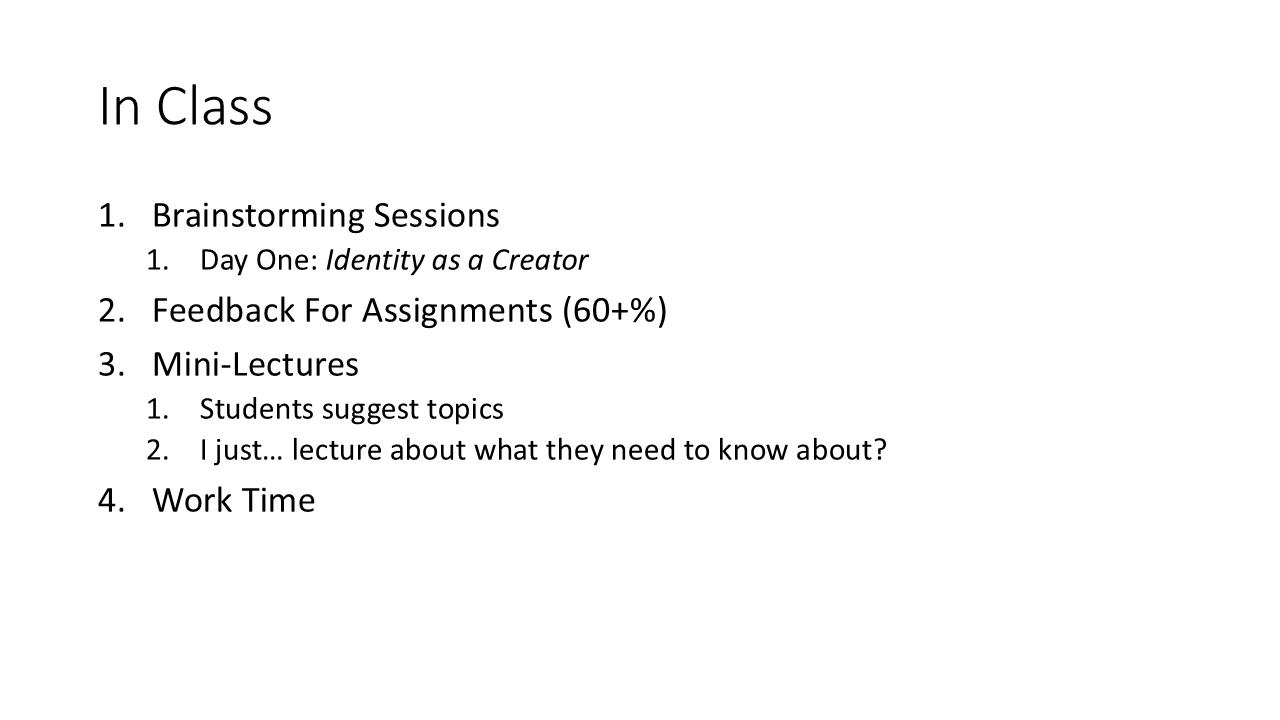 In Class
1. Brainstorming Sessions
1. Day One: Identity as a Creator
2. Feedback For Assignments (60+%)
3. Mini-Lectures
1. Students suggest topics
2. I just… lecture about what they need to know about?
4. Work Time